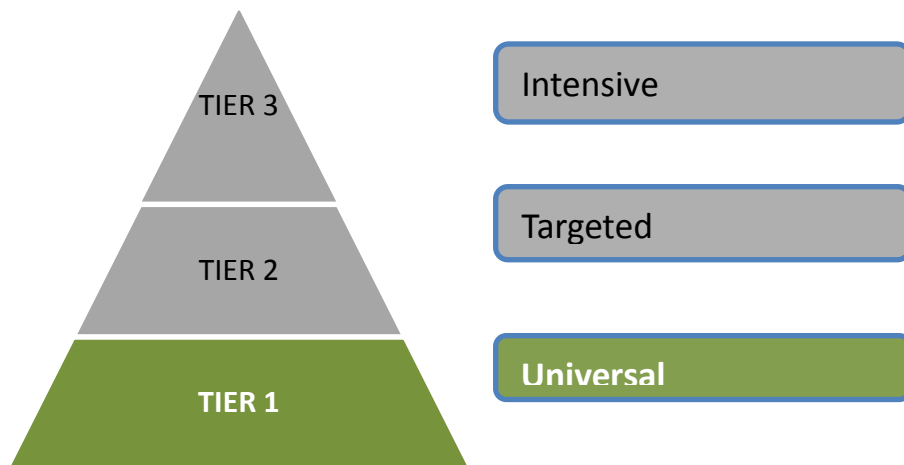 TIER 3
Intensive
TIER 2
Targeted
TIER 1
Universal